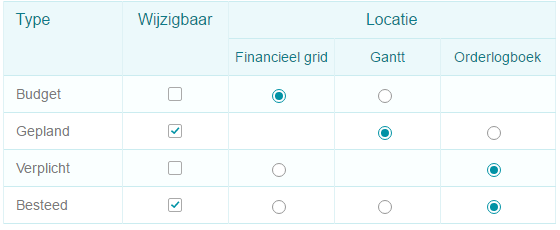 Type Wijzigbaar Locatie
Financieel grid Gantt Orderlogboek
Budget
Gepland
Verplicht
Besteed